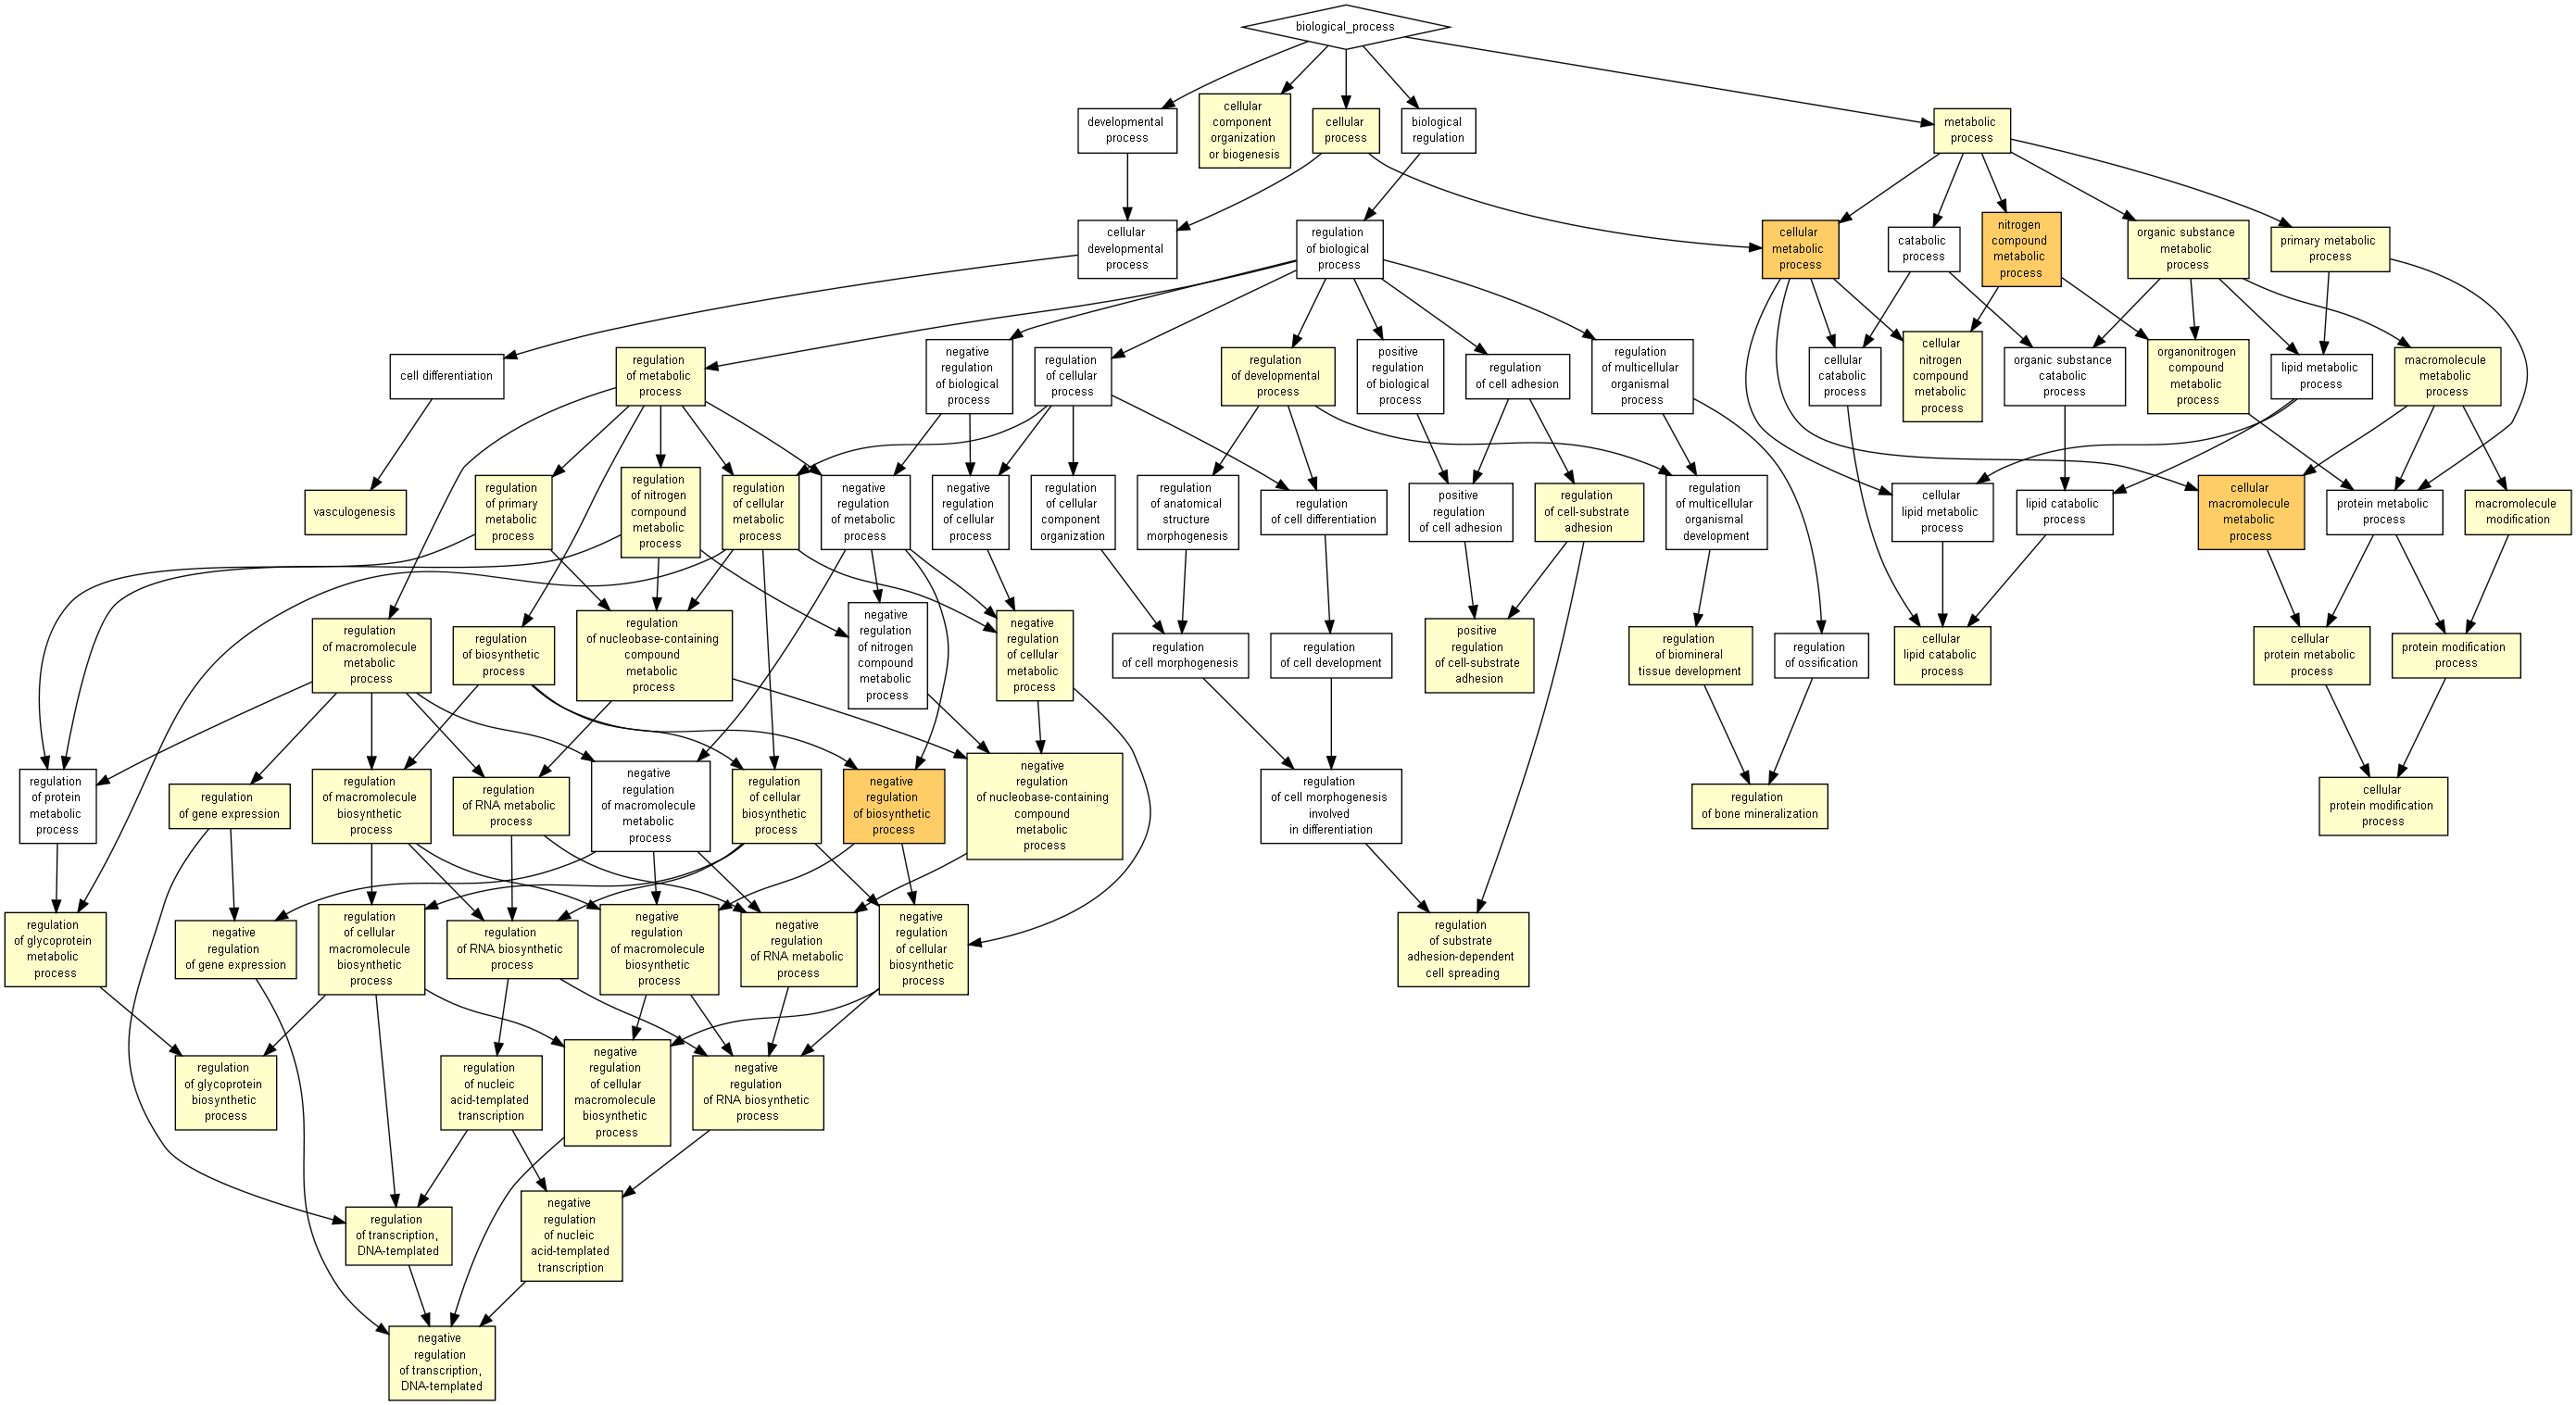 biological_process
developmental
process
cellular
component
organization
or biogenesis
cellular
process
biological
regulation
metabolic
process
cellular
developmental
process
regulation
of biological
process
cellular
metabolic
process
catabolic
process
nitrogen
compound
metabolic
process
organic substance
metabolic
process
primary metabolic
process
cell differentiation
regulation
of metabolic
process
negative
regulation
of biological
process
regulation
of cellular
process
regulation
of developmental
process
positive
regulation
of biological
process
regulation
of cell adhesion
regulation
of multicellular
organismal
process
cellular
catabolic
process
cellular
nitrogen
compound
metabolic
process
organic substance
catabolic
process
organonitrogen
compound
metabolic
process
lipid metabolic
process
macromolecule
metabolic
process
vasculogenesis
regulation
of primary
metabolic
process
regulation
of nitrogen
compound
metabolic
process
regulation
of cellular
metabolic
process
negative
regulation
of metabolic
process
negative
regulation
of cellular
process
regulation
of cellular
component
organization
regulation
of anatomical
structure
morphogenesis
regulation
of cell differentiation
positive
regulation
of cell adhesion
regulation
of cell-substrate
adhesion
regulation
of multicellular
organismal
development
cellular
lipid metabolic
process
lipid catabolic
process
cellular
macromolecule
metabolic
process
protein metabolic
process
macromolecule
modification
regulation
of macromolecule
metabolic
process
regulation
of biosynthetic
process
regulation
of nucleobase-containing
compound
metabolic
process
negative
regulation
of nitrogen
compound
metabolic
process
negative
regulation
of cellular
metabolic
process
regulation
of cell morphogenesis
regulation
of cell development
positive
regulation
of cell-substrate
adhesion
regulation
of biomineral
tissue development
regulation
of ossification
cellular
lipid catabolic
process
cellular
protein metabolic
process
protein modification
process
regulation
of protein
metabolic
process
regulation
of gene expression
regulation
of macromolecule
biosynthetic
process
regulation
of RNA metabolic
process
negative
regulation
of macromolecule
metabolic
process
regulation
of cellular
biosynthetic
process
negative
regulation
of biosynthetic
process
negative
regulation
of nucleobase-containing
compound
metabolic
process
regulation
of cell morphogenesis
involved
in differentiation
regulation
of bone mineralization
cellular
protein modification
process
regulation
of glycoprotein
metabolic
process
negative
regulation
of gene expression
regulation
of cellular
macromolecule
biosynthetic
process
regulation
of RNA biosynthetic
process
negative
regulation
of macromolecule
biosynthetic
process
negative
regulation
of RNA metabolic
process
negative
regulation
of cellular
biosynthetic
process
regulation
of substrate
adhesion-dependent
cell spreading
regulation
of glycoprotein
biosynthetic
process
regulation
of nucleic
acid-templated
transcription
negative
regulation
of cellular
macromolecule
biosynthetic
process
negative
regulation
of RNA biosynthetic
process
regulation
of transcription,
DNA-templated
negative
regulation
of nucleic
acid-templated
transcription
negative
regulation
of transcription,
DNA-templated